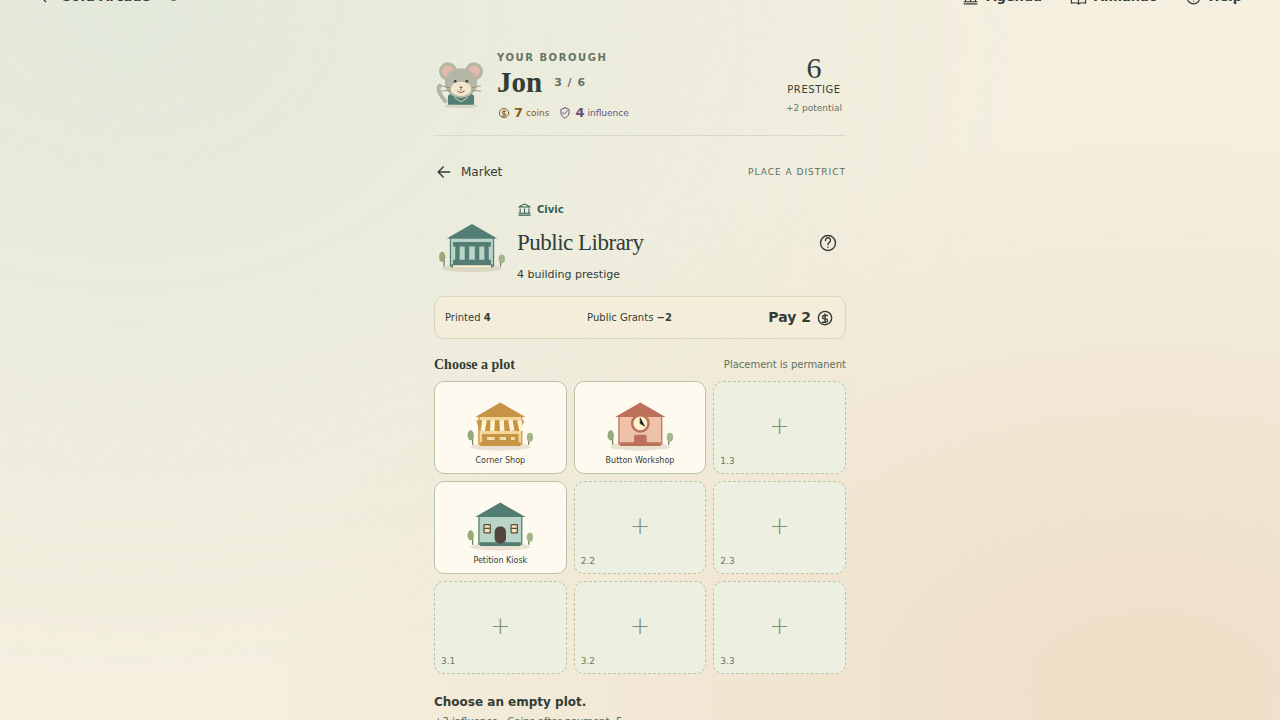 YOUR BOROUGH
Jon 3 / 6
7 coins 4 influence
6
PRESTIGE
+2 potential
Market
PLACE A DISTRICT
Civic
Public Library
4 building prestige
Printed 4
Public Grants −2
Pay 2
Choose a plot
Placement is permanent
Corner Shop
Button Workshop
1.3
Petition Kiosk
2.2
2.3
3.1
3.2
3.3
Choose an empty plot.